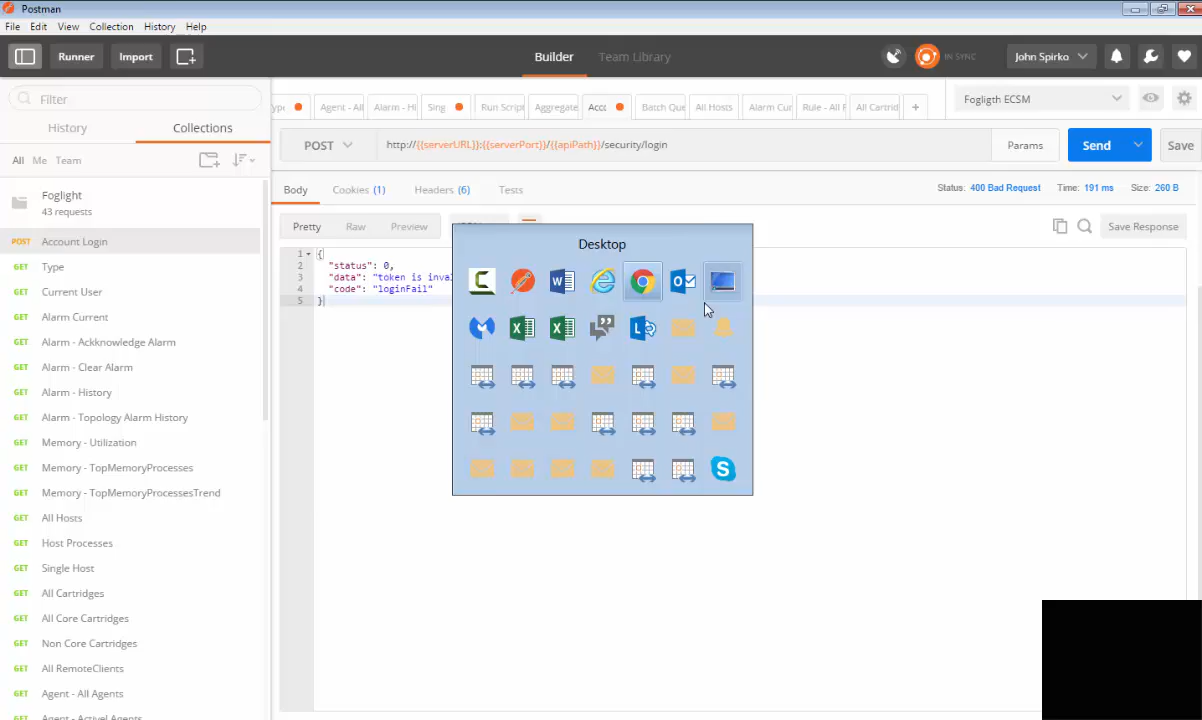 Postman
File Edit View Collection History Help
Runner Import Builder Team Library IN SYNC John Spirko
Filter
History Collections
All Me Team
Foglight
43 requests
POST Account Login
GET Type
GET Current User
GET Alarm Current
GET Alarm - Ackknowledge Alarm
GET Alarm - Clear Alarm
GET Alarm - History
GET Alarm - Topology Alarm History
GET Memory - Utilization
GET Memory - TopMemoryProcesses
GET Memory - TopMemoryProcessesTrend
GET All Hosts
GET Host Processes
GET Single Host
GET All Cartridges
GET All Core Cartridges
GET Non Core Cartridges
GET All RemoteClients
GET Agent - All Agents
GET Agent - ActiveI Agents
ype Agent - All Alarm - Hi Sing Run Script Aggregate Acco Batch Que All Hosts Alarm Cur Rule - All F All Cartrid +
Fogligth ECSM
POST http://{{serverURL}}:{{serverPort}}/{{apiPath}}/security/login Params Send Save
Body Cookies (1) Headers (6) Tests Status: 400 Bad Request Time: 191 ms Size: 260 B
Pretty Raw Preview Save Response
1 {
2 "status": 0,
3 "data": "token is inval
4 "code": "loginFail"
5 }
Desktop